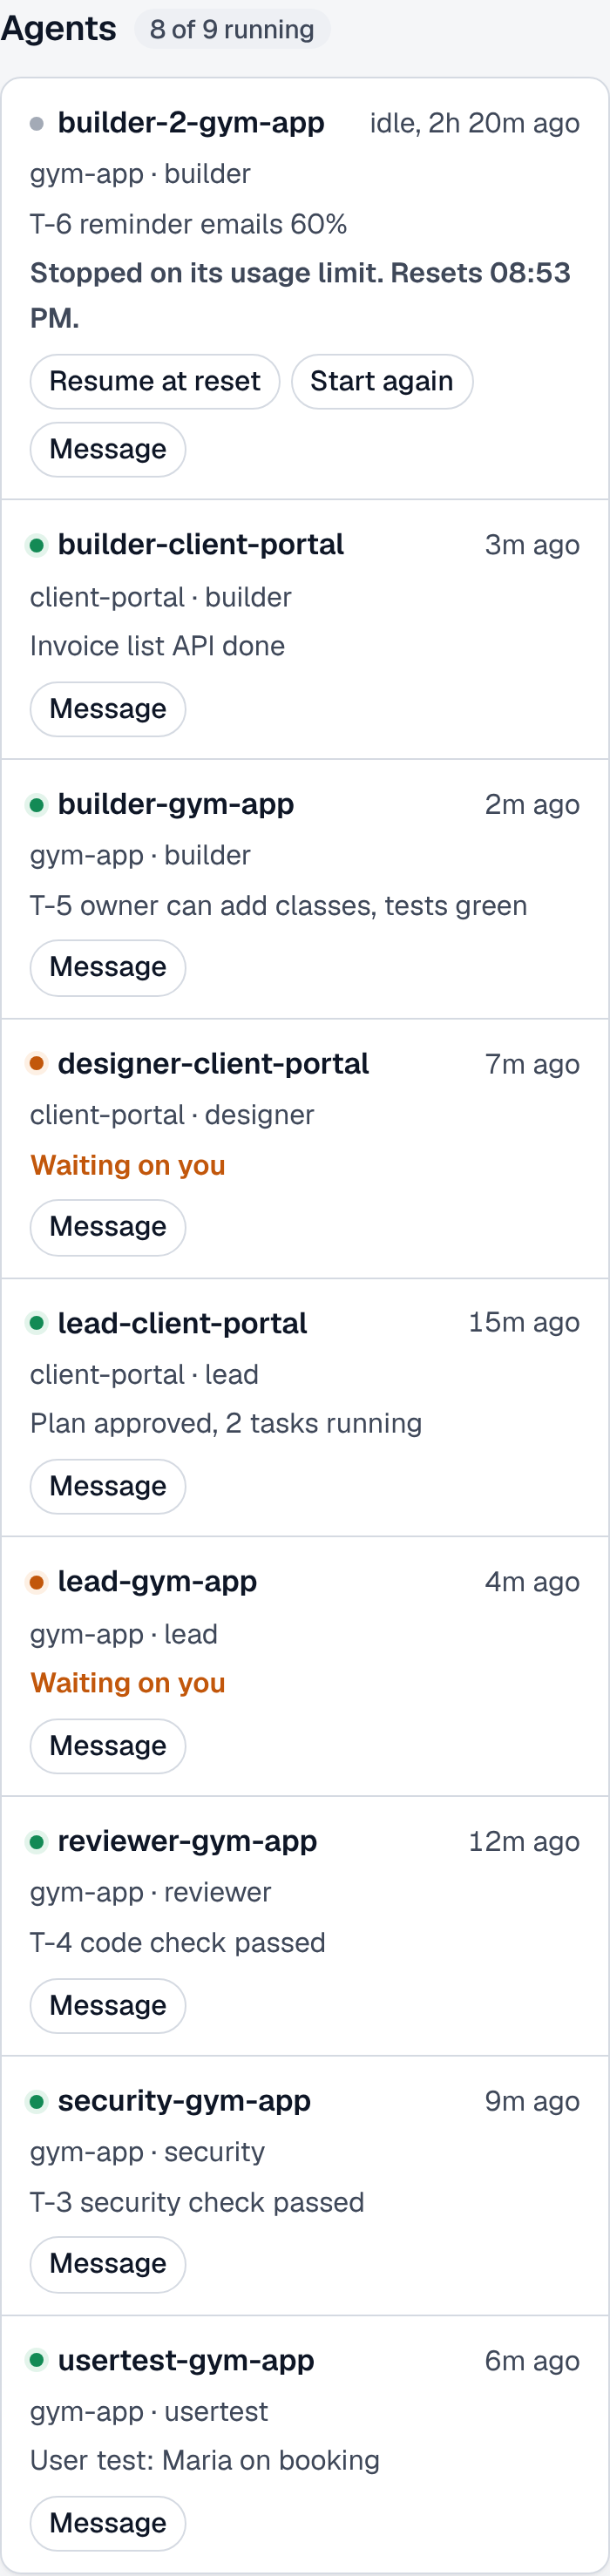 Agents 8 of 9 running
builder-2-gym-app idle, 2h 20m ago
gym-app · builder
T-6 reminder emails 60%
Stopped on its usage limit. Resets 08:53
PM.
Resume at reset Start again
Message
builder-client-portal 3m ago
client-portal · builder
Invoice list API done
Message
builder-gym-app 2m ago
gym-app · builder
T-5 owner can add classes, tests green
Message
designer-client-portal 7m ago
client-portal · designer
Waiting on you
Message
lead-client-portal 15m ago
client-portal · lead
Plan approved, 2 tasks running
Message
lead-gym-app 4m ago
gym-app · lead
Waiting on you
Message
reviewer-gym-app 12m ago
gym-app · reviewer
T-4 code check passed
Message
security-gym-app 9m ago
gym-app · security
T-3 security check passed
Message
usertest-gym-app 6m ago
gym-app · usertest
User test: Maria on booking
Message